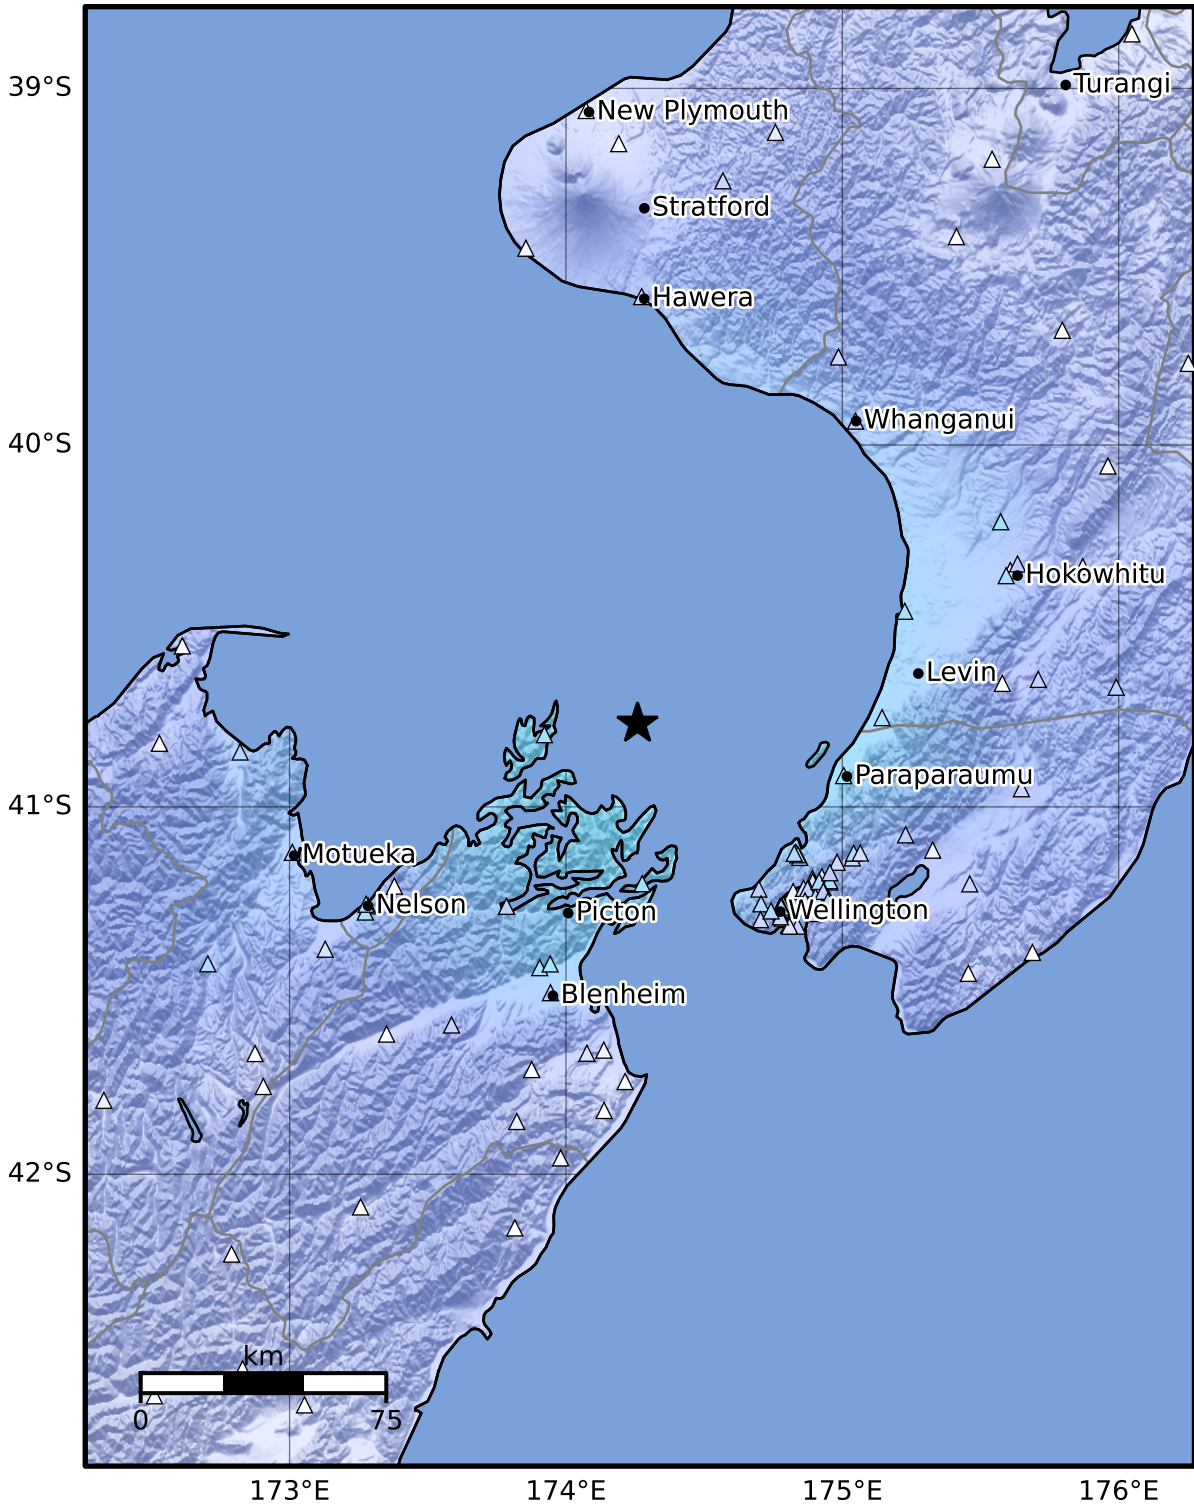 39°S
40°S
41°S
42°S
Turangi
New Plymouth
Stratford
Hawera
Whanganui
Hokowhitu
Levin
Paraparaumu
Motueka
Nelson
Picton
Wellington
Blenheim
km
0
75
173°E
174°E
175°E
176°E